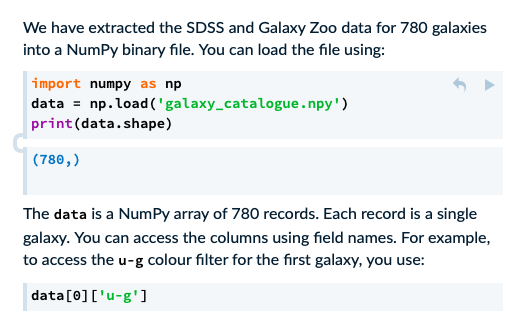 We have extracted the SDSS and Galaxy Zoo data for 780 galaxies
into a NumPy binary file. You can load the file using:
import numpy as np
data = np.load('galaxy_catalogue.npy')
print(data.shape)
(780,)
The data is a NumPy array of 780 records. Each record is a single
galaxy. You can access the columns using field names. For example,
to access the u-g colour filter for the first galaxy, you use:
data[0]['u-g']